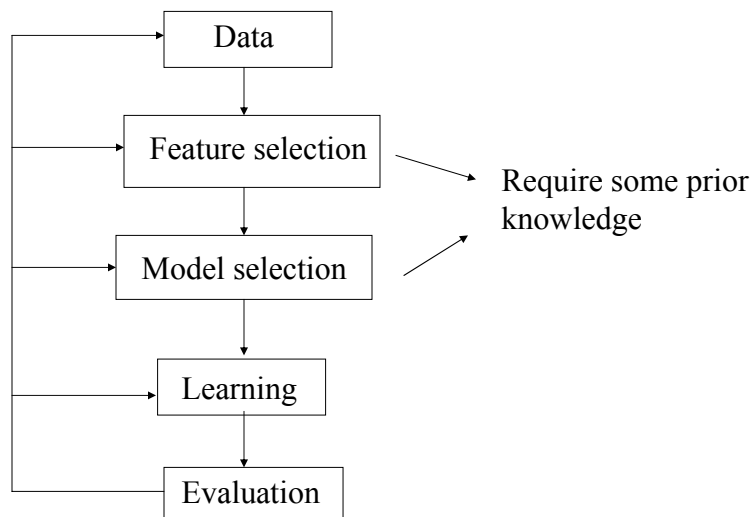 Data
Feature selection
Require some prior
knowledge
Model selection
Learning
Evaluation